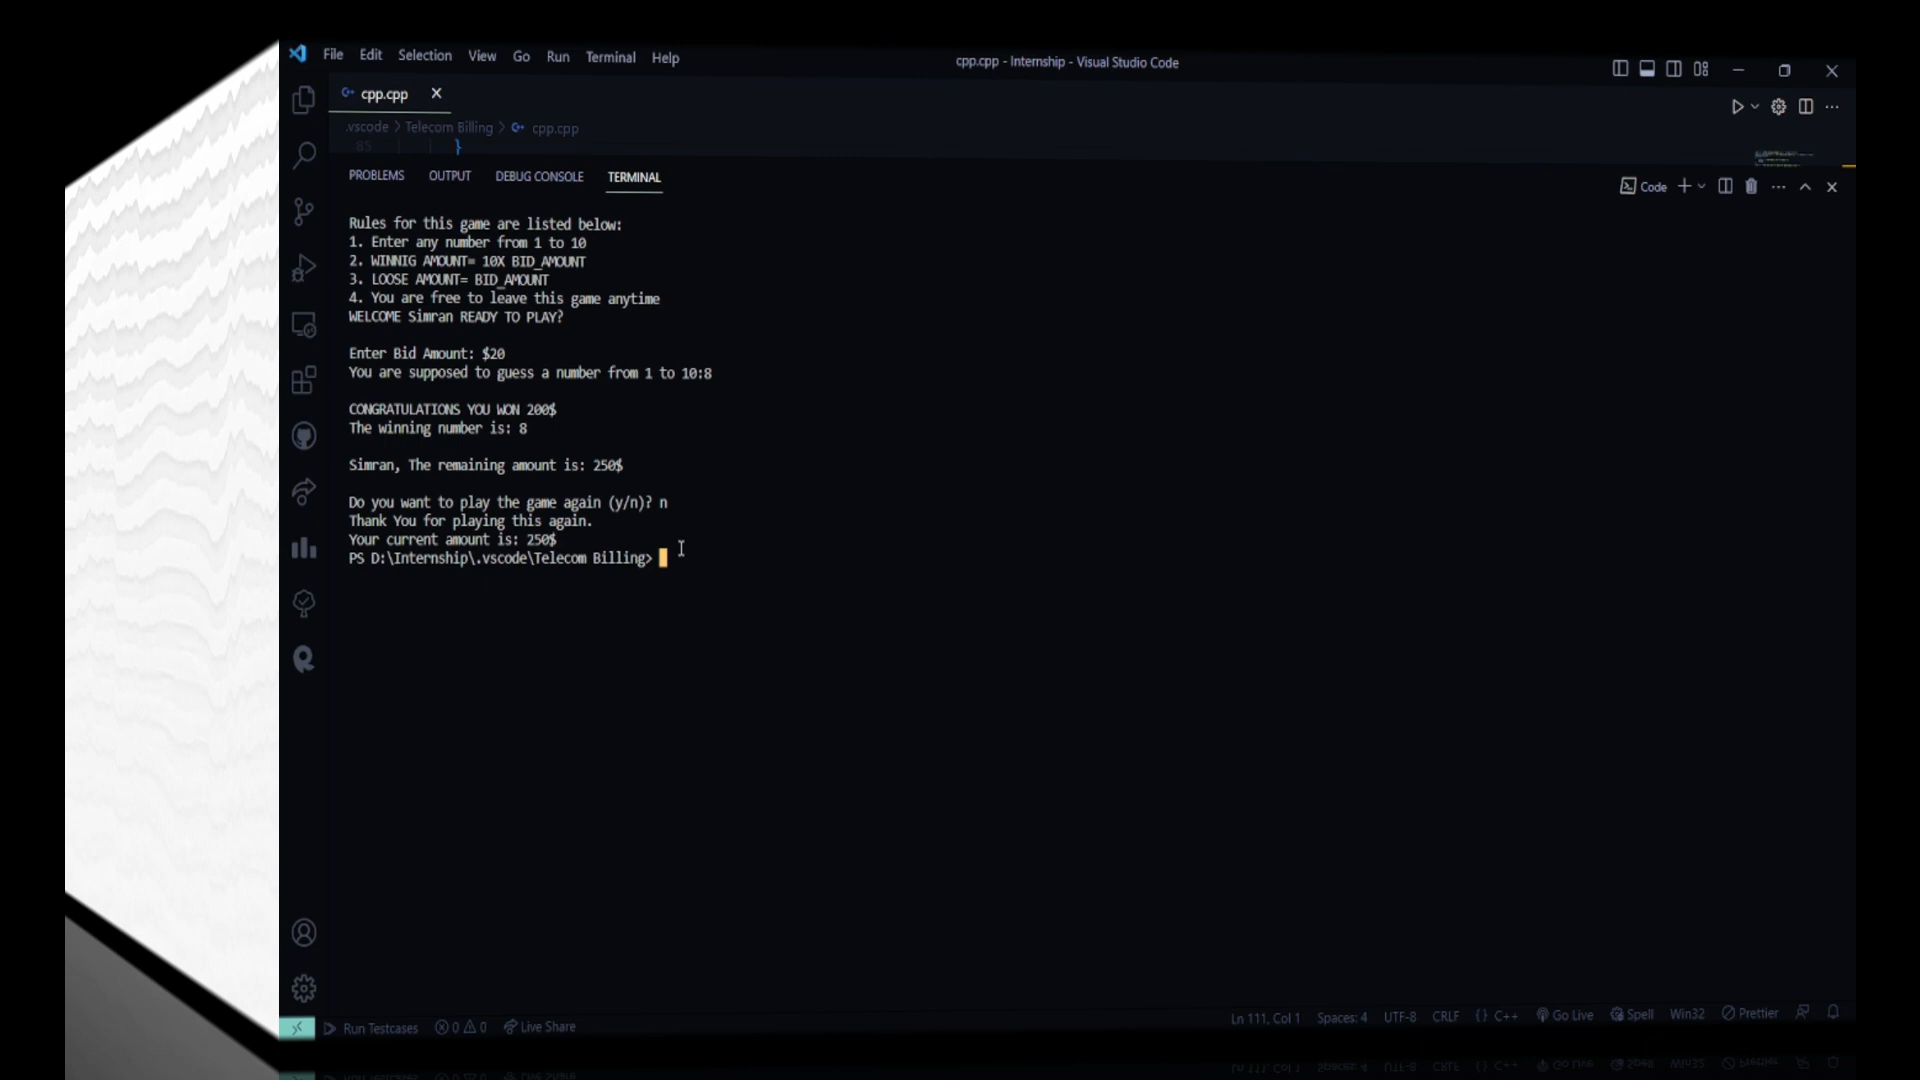 File Edit Selection View Go Run Terminal Help
cpp.cpp - Internship - Visual Studio Code
cpp.cpp
.vscode > Telecom Billing > cpp.cpp
85 }
PROBLEMS OUTPUT DEBUG CONSOLE TERMINAL
Code
Rules for this game are listed below:
1. Enter any number from 1 to 10
2. WINNIG AMOUNT= 10X BID_AMOUNT
3. LOOSE AMOUNT= BID_AMOUNT
4. You are free to leave this game anytime
WELCOME Simran READY TO PLAY?
Enter Bid Amount: $20
You are supposed to guess a number from 1 to 10:8
CONGRATULATIONS YOU WON 200$
The winning number is: 8
Simran, The remaining amount is: 250$
Do you want to play the game again (y/n)? n
Thank You for playing this again.
Your current amount is: 250$
PS D:\Internship\.vscode\Telecom Billing>
Run Testcases 0 0 Live Share
Ln 111, Col 1 Spaces: 4 UTF-8 CRLF {} C++ Go Live Spell Win32 Prettier